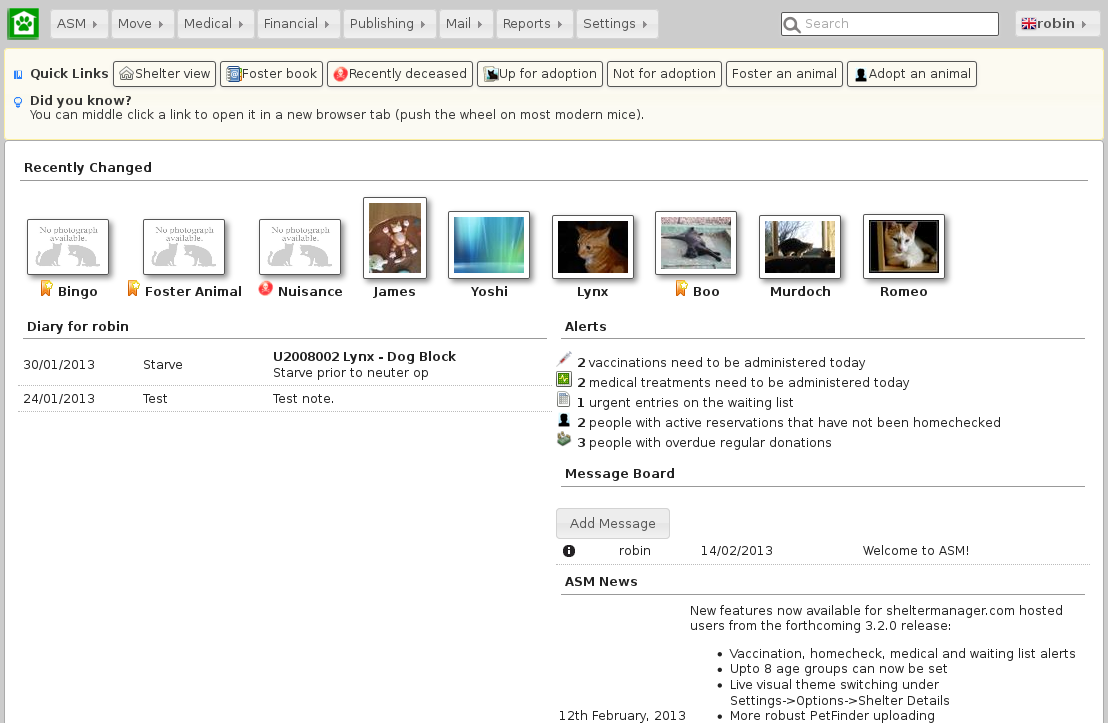 ASM Move Medical Financial Publishing Mail Reports Settings Search robin
Quick Links Shelter view Foster book Recently deceased Up for adoption Not for adoption Foster an animal Adopt an animal
Did you know?
You can middle click a link to open it in a new browser tab (push the wheel on most modern mice).
Recently Changed
No photograph available.
No photograph available.
No photograph available.
Bingo Foster Animal Nuisance James Yoshi Lynx Boo Murdoch Romeo
Diary for robin
30/01/2013 Starve U2008002 Lynx - Dog Block
Starve prior to neuter op
24/01/2013 Test Test note.
Alerts
2 vaccinations need to be administered today
2 medical treatments need to be administered today
1 urgent entries on the waiting list
2 people with active reservations that have not been homechecked
3 people with overdue regular donations
Message Board
Add Message
robin 14/02/2013 Welcome to ASM!
ASM News
New features now available for sheltermanager.com hosted
users from the forthcoming 3.2.0 release:
• Vaccination, homecheck, medical and waiting list alerts
• Upto 8 age groups can now be set
• Live visual theme switching under
Settings->Options->Shelter Details
12th February, 2013 • More robust PetFinder uploading